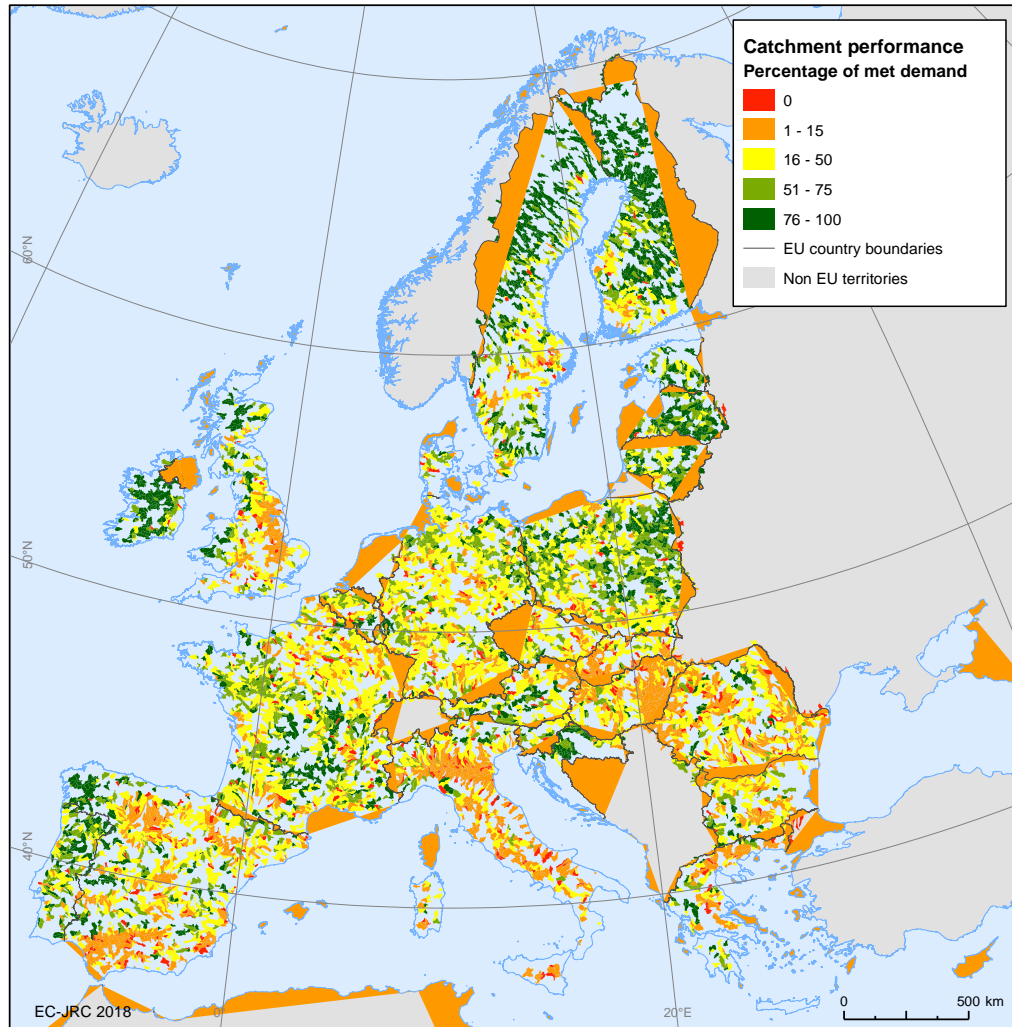 Catchment performance
Percentage of met demand
0
1 - 15
16 - 50
51 - 75
76 - 100
EU country boundaries
Non EU territories
60°N
50°N
40°N
EC-JRC 2018
0°
20°E
0
500 km